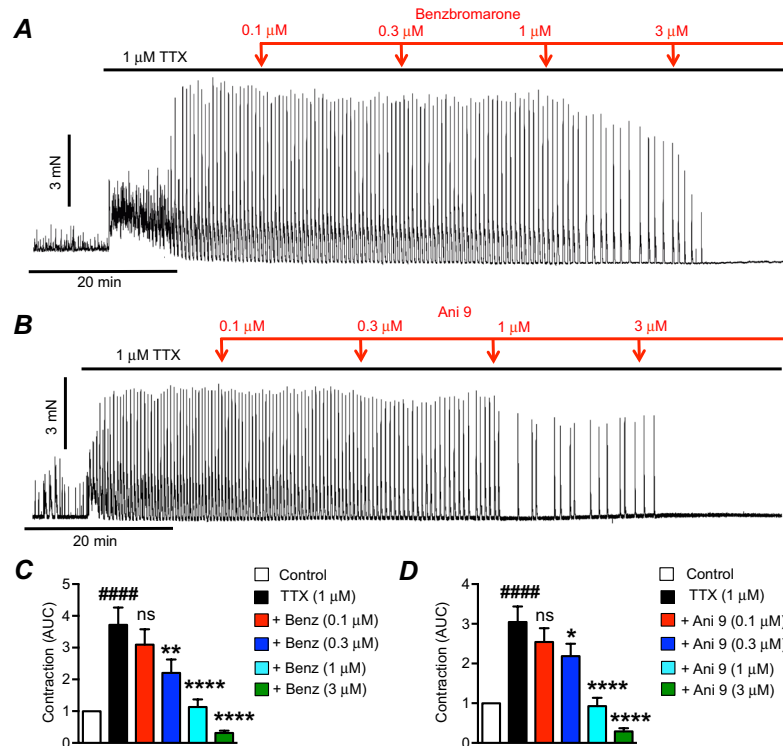 A
Benzbromarone
0.1 μM 0.3 μM 1 μM 3 μM
1 μM TTX
3 mN
20 min
B
Ani 9
0.1 μM 0.3 μM 1 μM 3 μM
1 μM TTX
3 mN
20 min
C
Contraction (AUC)
5
4
3
2
1
0
####
ns
**
****
****
Control
TTX (1 μM)
+ Benz (0.1 μM)
+ Benz (0.3 μM)
+ Benz (1 μM)
+ Benz (3 μM)
D
Contraction (AUC)
4
3
2
1
0
####
ns
*
****
****
Control
TTX (1 μM)
+ Ani 9 (0.1 μM)
+ Ani 9 (0.3 μM)
+ Ani 9 (1 μM)
+ Ani 9 (3 μM)